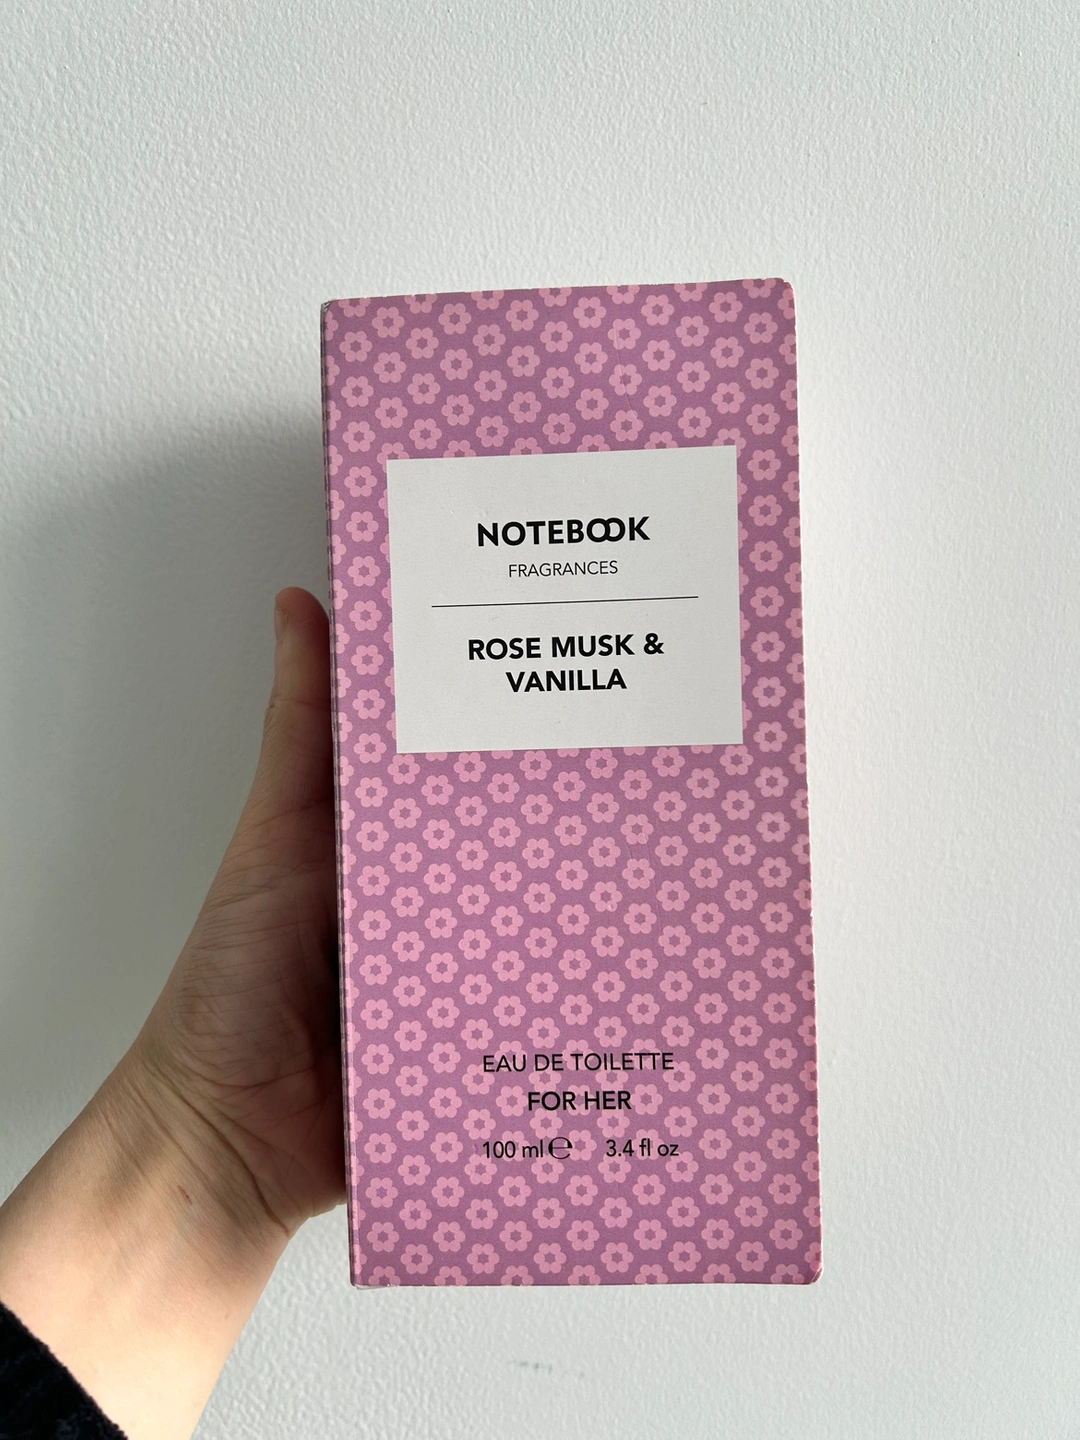 NOTEBOOK
FRAGRANCES
ROSE MUSK &
VANILLA
EAU DE TOILETTE
FOR HER
100 ml ℮ 3.4 fl oz